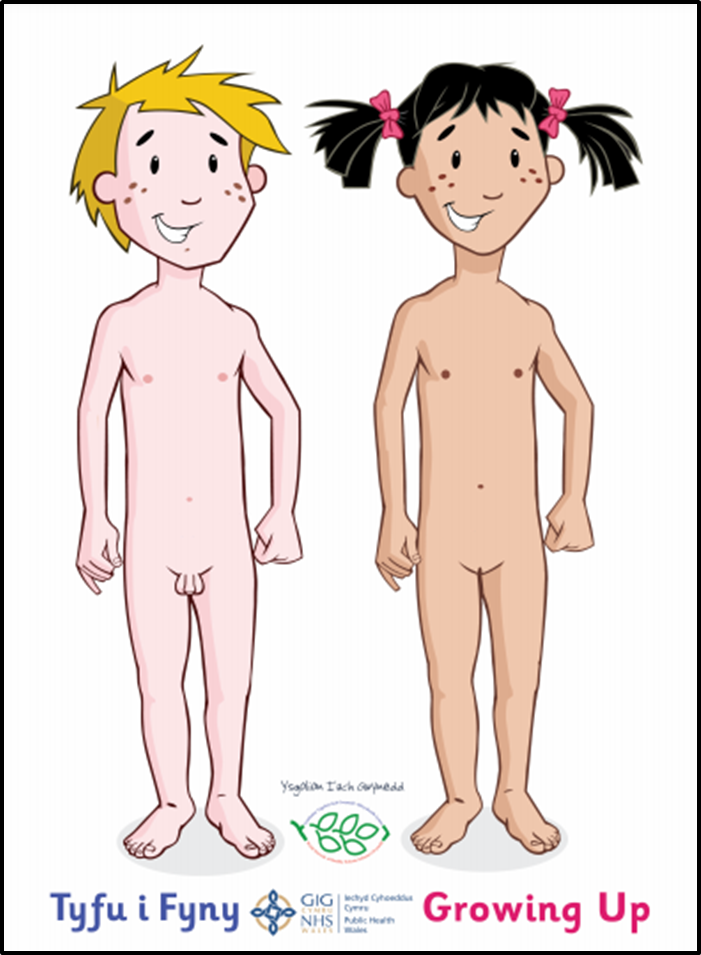 Ysgolion Iach Gwynedd
Tyfu i Fyny
GIG
CYMRU
NHS
WALES
Iechyd Cyhoeddus
Cymru
Public Health
Wales
Growing Up